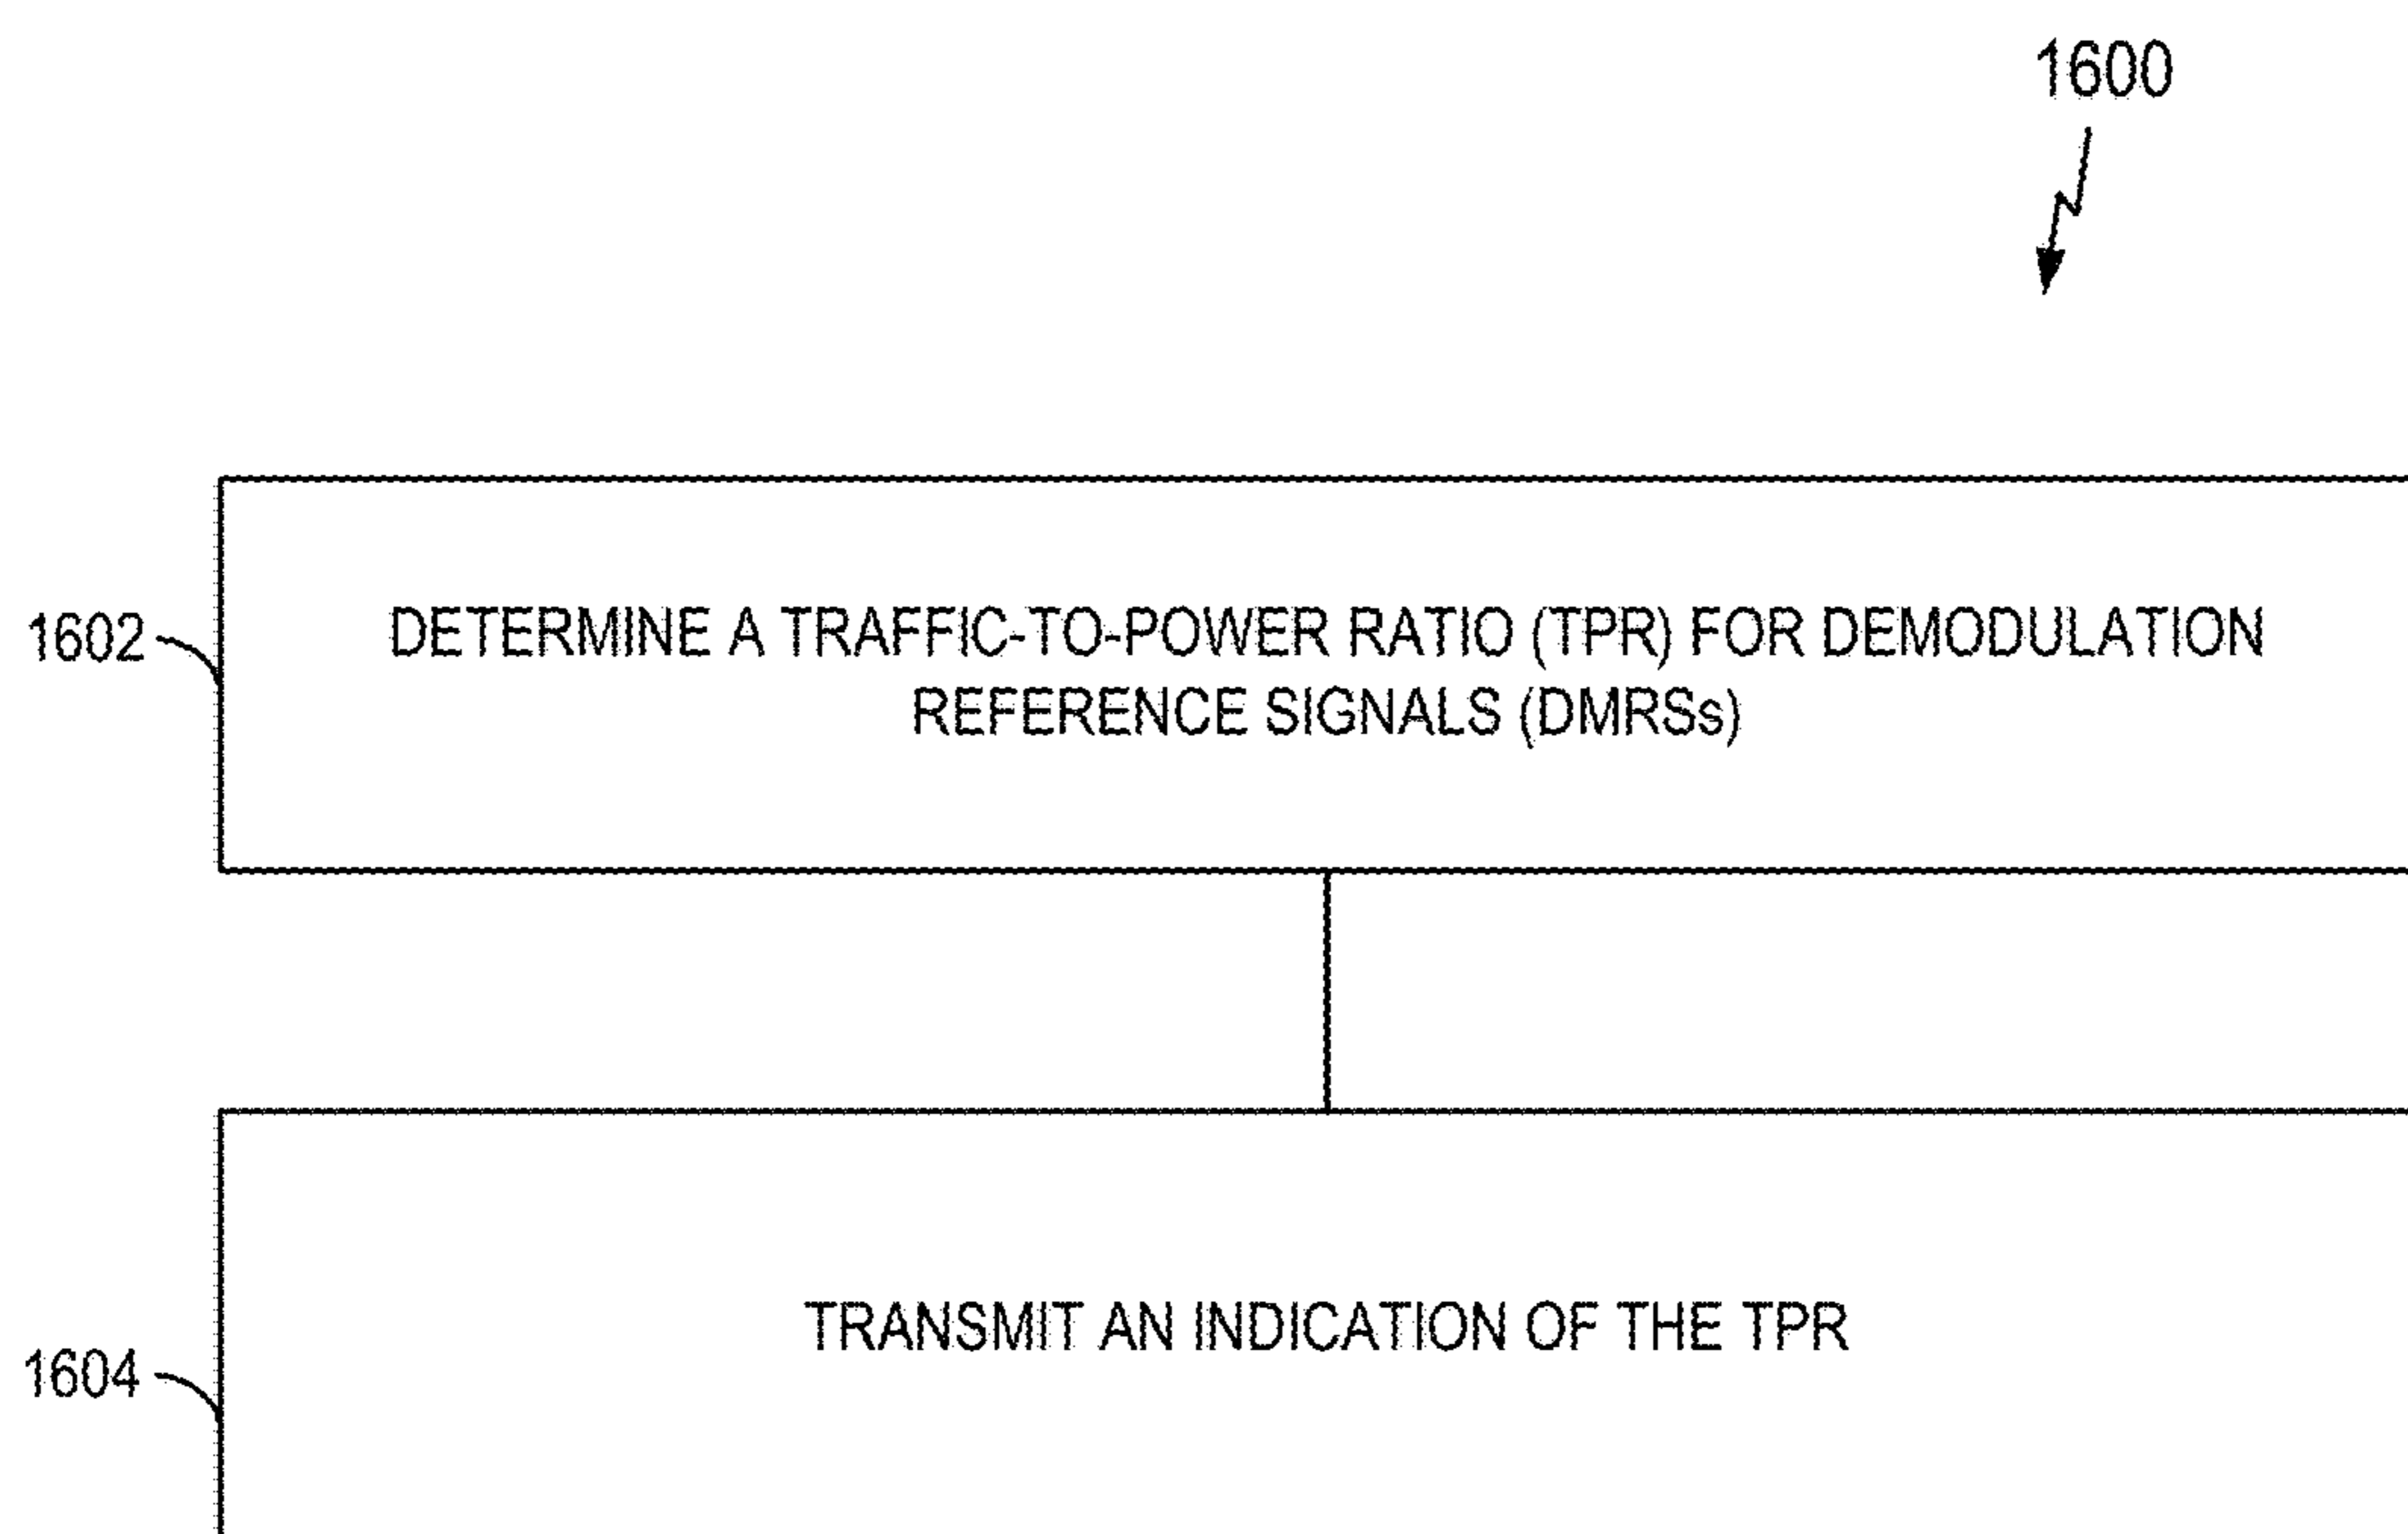 1600
1602
DETERMINE A TRAFFIC-TO-POWER RATIO (TPR) FOR DEMODULATION
REFERENCE SIGNALS (DMRSs)
TRANSMIT AN INDICATION OF THE TPR
1604